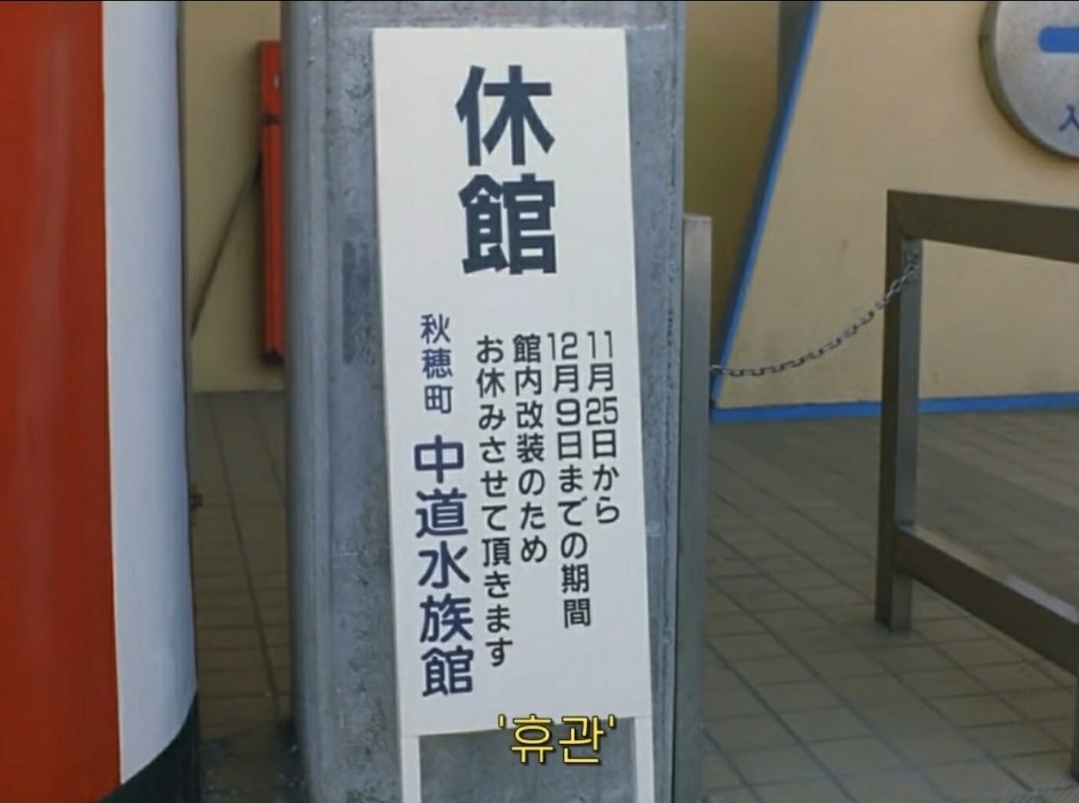 休館
11月25日から
12月9日までの期間
館内改装のため
お休みさせて頂きます
秋穂町 中道水族館
入
'휴관'